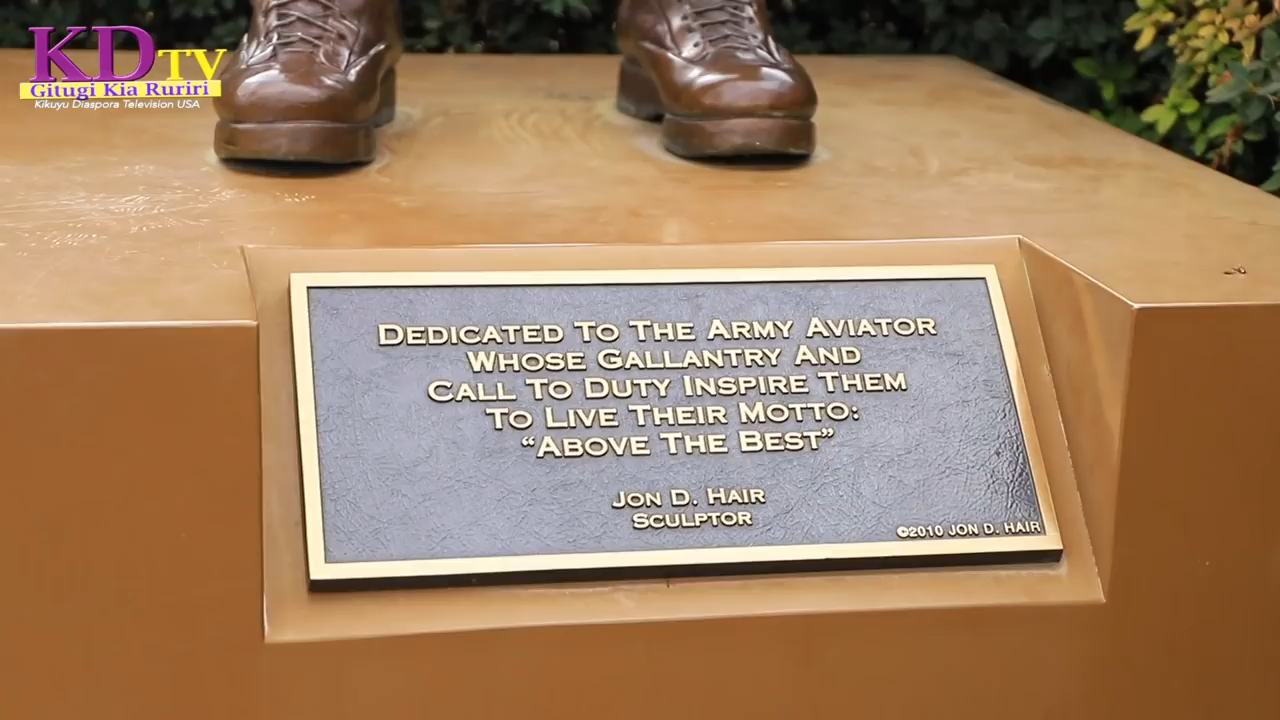 KDTV
Gitugi Kia Ruriri
Kikuyu Diaspora Television USA
DEDICATED TO THE ARMY AVIATOR
WHOSE GALLANTRY AND
CALL TO DUTY INSPIRE THEM
TO LIVE THEIR MOTTO:
“ABOVE THE BEST”
JON D. HAIR
SCULPTOR
©2010 JON D. HAIR